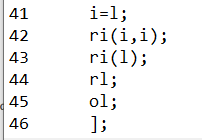 41 i=l;
42 ri(i,i);
43 ri(l);
44 rl;
45 ol;
46 ];